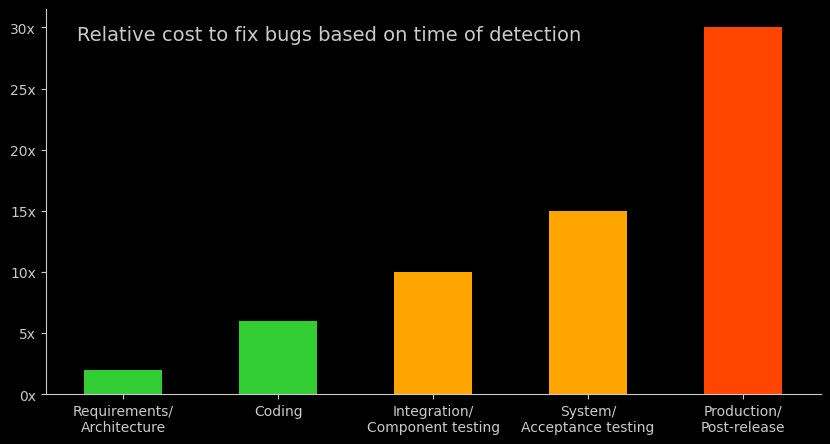 Relative cost to fix bugs based on time of detection
30x
25x
20x
15x
10x
5x
0x
Requirements/
Architecture
Coding
Integration/
Component testing
System/
Acceptance testing
Production/
Post-release